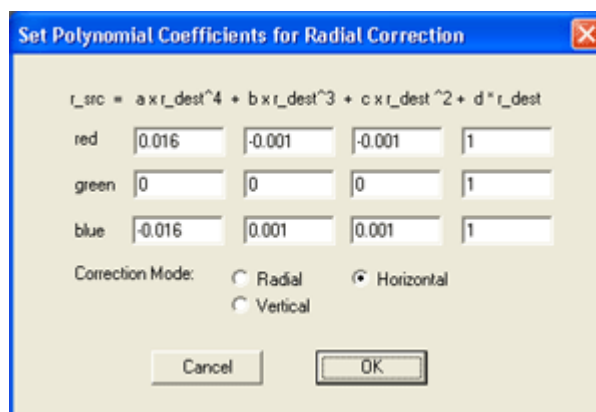 Set Polynomial Coefficients for Radial Correction
r_src = a x r_dest^4 + b x r_dest^3 + c x r_dest ^2 + d * r_dest
red 0.016 -0.001 -0.001 1
green 0 0 0 1
blue -0.016 0.001 0.001 1
Correction Mode: Radial Horizontal
Vertical
Cancel OK